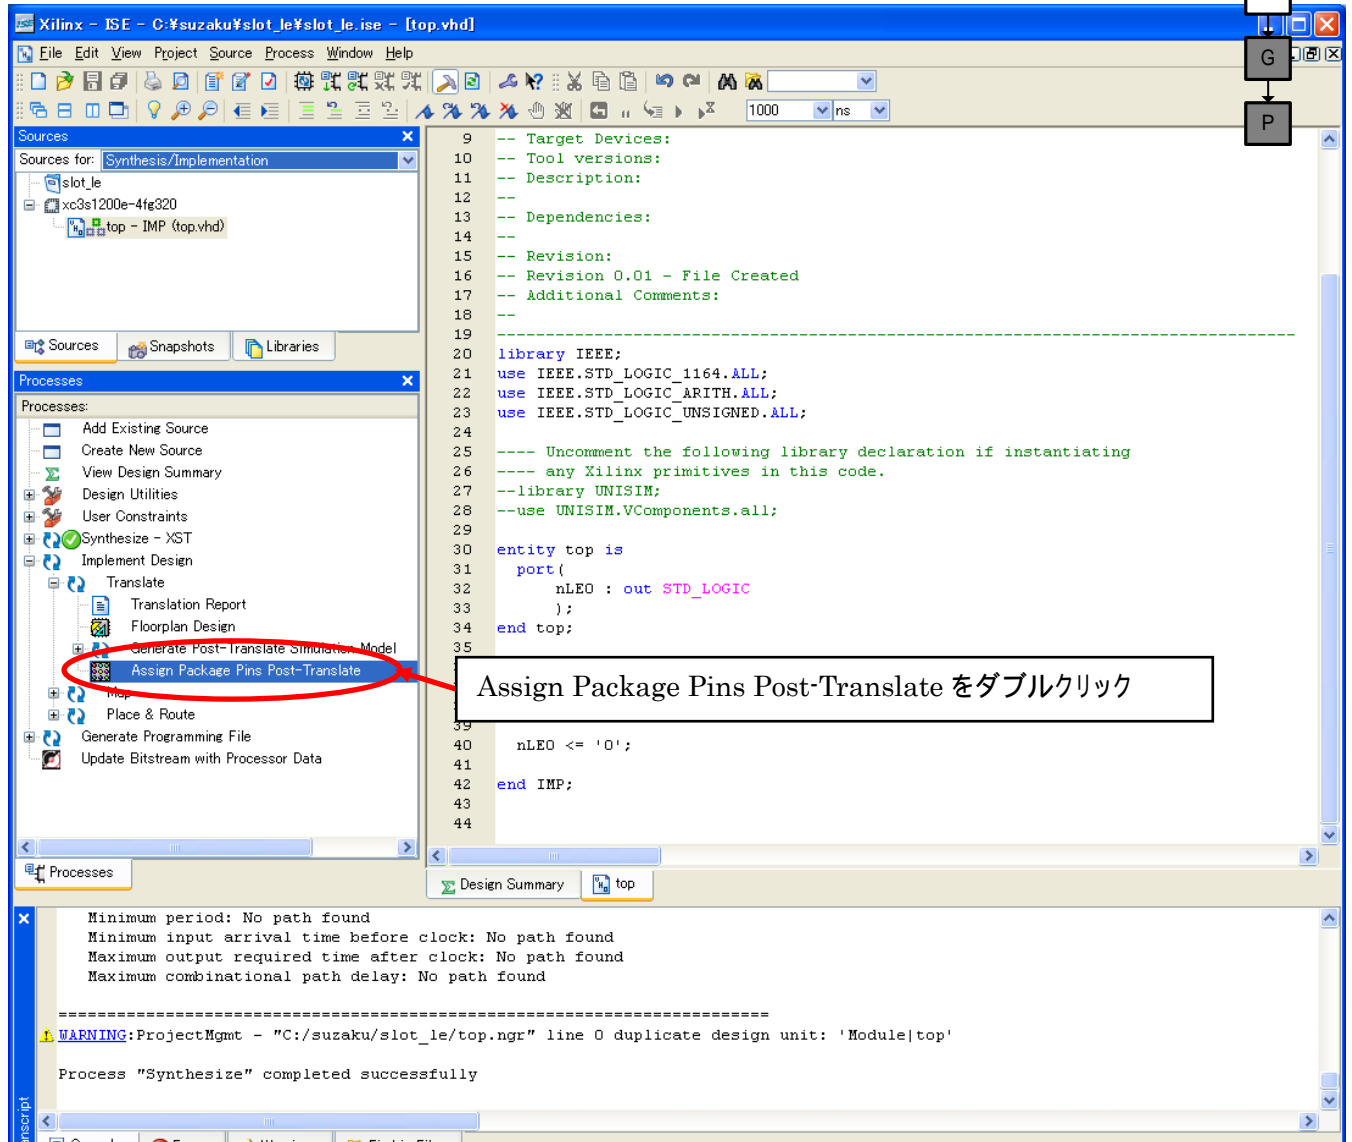 Xilinx - ISE - C:¥suzaku¥slot_le¥slot_le.ise - [top.vhd]
File Edit View Project Source Process Window Help
G
P
1000 ns
Sources
Sources for: Synthesis/Implementation
slot_le
xc3s1200e-4fg320
top - IMP (top.vhd)
Sources Snapshots Libraries
Processes
Processes:
Add Existing Source
Create New Source
View Design Summary
Design Utilities
User Constraints
Synthesize - XST
Implement Design
Translate
Translation Report
Floorplan Design
Generate Post-Translate Simulation Model
Assign Package Pins Post-Translate
Map
Place & Route
Generate Programming File
Update Bitstream with Processor Data
Processes
9 -- Target Devices:
10 -- Tool versions:
11 -- Description:
12 --
13 -- Dependencies:
14 --
15 -- Revision:
16 -- Revision 0.01 - File Created
17 -- Additional Comments:
18 --
19 ----------------------------------------------------------------------------------
20 library IEEE;
21 use IEEE.STD_LOGIC_1164.ALL;
22 use IEEE.STD_LOGIC_ARITH.ALL;
23 use IEEE.STD_LOGIC_UNSIGNED.ALL;
24
25 ---- Uncomment the following library declaration if instantiating
26 ---- any Xilinx primitives in this code.
27 --library UNISIM;
28 --use UNISIM.VComponents.all;
29
30 entity top is
31 port(
32 nLE0 : out STD_LOGIC
33 );
34 end top;
35
Assign Package Pins Post-Translate をダブルクリック
39
40 nLE0 <= '0';
41
42 end IMP;
43
44
Design Summary top
Minimum period: No path found
Minimum input arrival time before clock: No path found
Maximum output required time after clock: No path found
Maximum combinational path delay: No path found
=========================================================================
WARNING:ProjectMgmt - "C:/suzaku/slot_le/top.ngr" line 0 duplicate design unit: 'Module|top'
Process "Synthesize" completed successfully